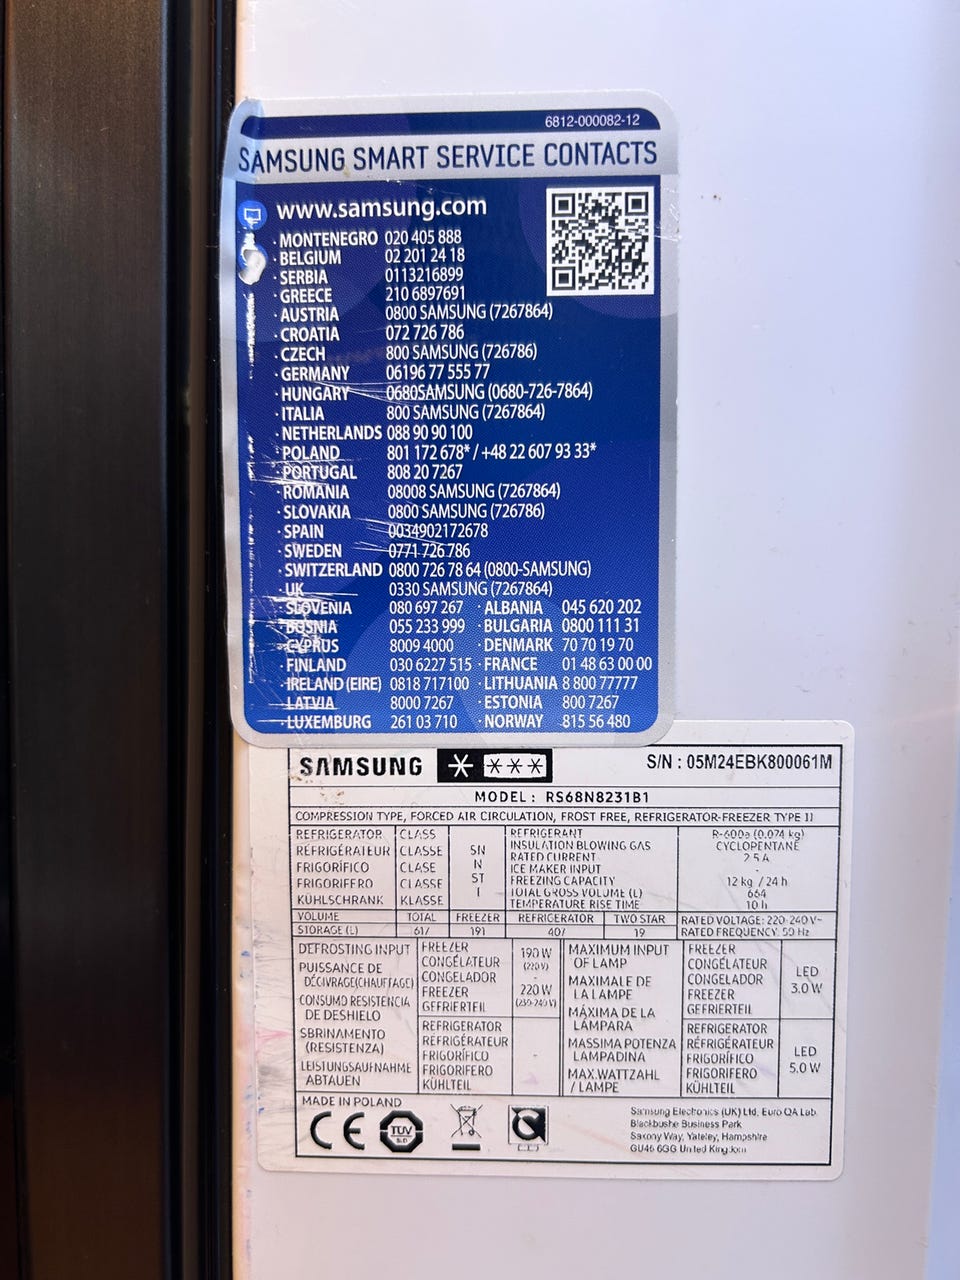 6812-000082-12
SAMSUNG SMART SERVICE CONTACTS
www.samsung.com
· MONTENEGRO 020 405 888
· BELGIUM 02 201 24 18
· SERBIA 0113216899
· GREECE 210 6897691
· AUSTRIA 0800 SAMSUNG (7267864)
· CROATIA 072 726 786
· CZECH 800 SAMSUNG (726786)
· GERMANY 06196 77 555 77
· HUNGARY 0680SAMSUNG (0680-726-7864)
· ITALIA 800 SAMSUNG (7267864)
· NETHERLANDS 088 90 90 100
· POLAND 801 172 678* / +48 22 607 93 33*
· PORTUGAL 808 20 7267
· ROMANIA 08008 SAMSUNG (7267864)
· SLOVAKIA 0800 SAMSUNG (726786)
· SPAIN 0034902172678
· SWEDEN 0771 726 786
· SWITZERLAND 0800 726 78 64 (0800-SAMSUNG)
· UK 0330 SAMSUNG (7267864)
· SLOVENIA 080 697 267 · ALBANIA 045 620 202
· BOSNIA 055 233 999 · BULGARIA 0800 111 31
· CYPRUS 8009 4000 · DENMARK 70 70 19 70
· FINLAND 030 6227 515 · FRANCE 01 48 63 00 00
· IRELAND (EIRE) 0818 717100 · LITHUANIA 8 800 77777
· LATVIA 8000 7267 · ESTONIA 800 7267
· LUXEMBURG 261 03 710 · NORWAY 815 56 480
SAMSUNG S/N : 05M24EBK800061M
MODEL : RS68N8231B1
COMPRESSION TYPE, FORCED AIR CIRCULATION, FROST FREE, REFRIGERATOR-FREEZER TYPE II
REFRIGERATOR CLASS
RÉFRIGÉRATEUR CLASSE
FRIGORÍFICO CLASE
FRIGORIFERO CLASSE
KÜHLSCHRANK KLASSE
SN
N
ST
T
REFRIGERANT R-600a (0.074 kg)
INSULATION BLOWING GAS CYCLOPENTANE
RATED CURRENT 2.5 A
ICE MAKER INPUT -
FREEZING CAPACITY 12 kg / 24 h
TOTAL GROSS VOLUME (L) 664
TEMPERATURE RISE TIME 10 h
VOLUME TOTAL FREEZER REFRIGERATOR TWO STAR RATED VOLTAGE: 220-240 V~
STORAGE (L) 617 191 407 19 RATED FREQUENCY: 50 Hz
DEFROSTING INPUT
PUISSANCE DE
DÉGIVRAGE(CHAUFFAGE)
CONSUMO RESISTENCIA
DE DESHIELO
SBRINAMENTO
(RESISTENZA)
LEISTUNGSAUFNAHME
ABTAUEN
FREEZER
CONGÉLATEUR
CONGELADOR
FREEZER
GEFRIERTEIL
190 W
(220 V)
-
220 W
(230-240 V)
REFRIGERATOR
RÉFRIGÉRATEUR
FRIGORÍFICO
FRIGORIFERO
KÜHLTEIL
-
MAXIMUM INPUT
OF LAMP
MAXIMALE DE
LA LAMPE
MÁXIMA DE LA
LÁMPARA
MASSIMA POTENZA
LAMPADINA
MAX.WATTZAHL
/ LAMPE
FREEZER
CONGÉLATEUR
CONGELADOR
FREEZER
GEFRIERTEIL
LED
3.0 W
REFRIGERATOR
RÉFRIGÉRATEUR
FRIGORÍFICO
FRIGORIFERO
KÜHLTEIL
LED
5.0 W
MADE IN POLAND
CE
TÜV
Samsung Electronics (UK) Ltd, Euro QA Lab.
Blackbushe Business Park
Saxony Way, Yateley, Hampshire
GU46 6GG United Kingdom